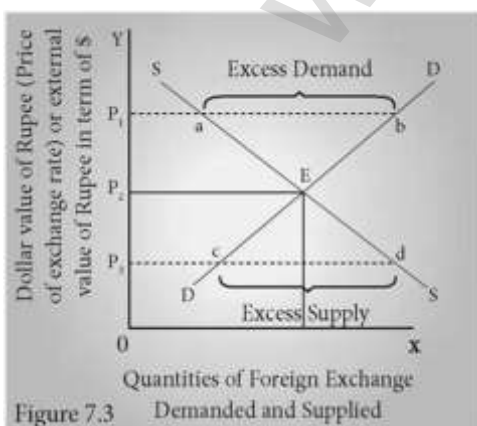 Y
S
Excess Demand
D
P₁
a
b
E
P₂
c
d
P₃
D
Excess Supply
S
0
x
Dollar value of Rupee (Price
of exchange rate) or external
value of Rupee in term of $
Quantities of Foreign Exchange
Demanded and Supplied
Figure 7.3